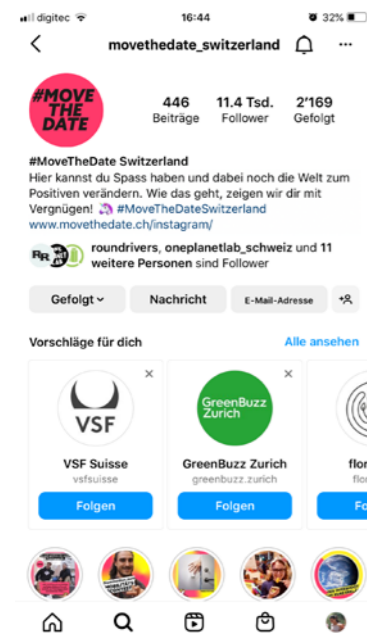 digitec 16:44 32%
movethedate_switzerland
#MOVE
THE
DATE
446 11.4 Tsd. 2'169
Beiträge Follower Gefolgt
#MoveTheDate Switzerland
Hier kannst du Spass haben und dabei noch die Welt zum
Positiven verändern. Wie das geht, zeigen wir dir mit
Vergnügen! #MoveTheDateSwitzerland
www.movethedate.ch/instagram/
RR
roundrivers, oneplanetlab_schweiz und 11
weitere Personen sind Follower
Gefolgt Nachricht E-Mail-Adresse
Vorschläge für dich Alle ansehen
VSF
GreenBuzz
Zurich
VSF Suisse GreenBuzz Zurich flor
vsfsuisse greenbuzz.zurich flor
Folgen Folgen Fo